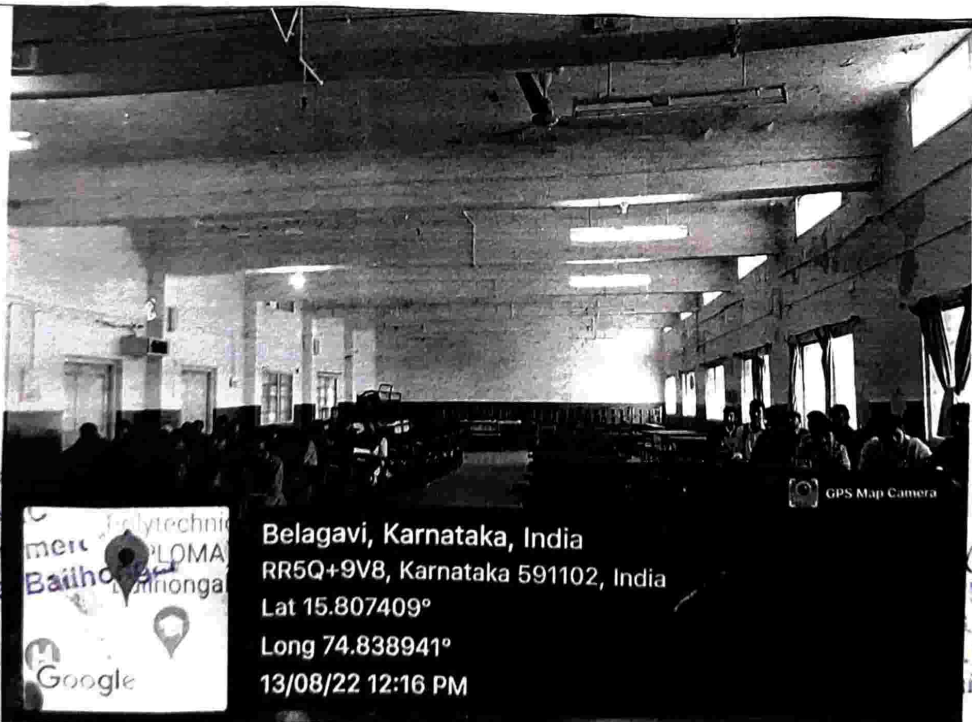 GPS Map Camera
Belagavi, Karnataka, India
RR5Q+9V8, Karnataka 591102, India
Lat 15.807409°
Long 74.838941°
13/08/22 12:16 PM
Google